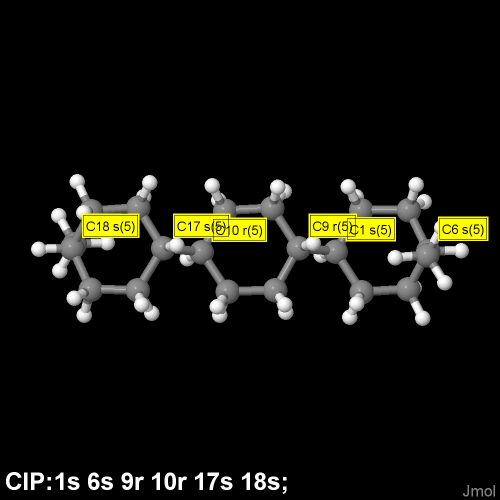 C18 s(5) C17 s(5) C10 r(5) C9 r(5) C1 s(5) C6 s(5)
CIP:1s 6s 9r 10r 17s 18s;
Jmol